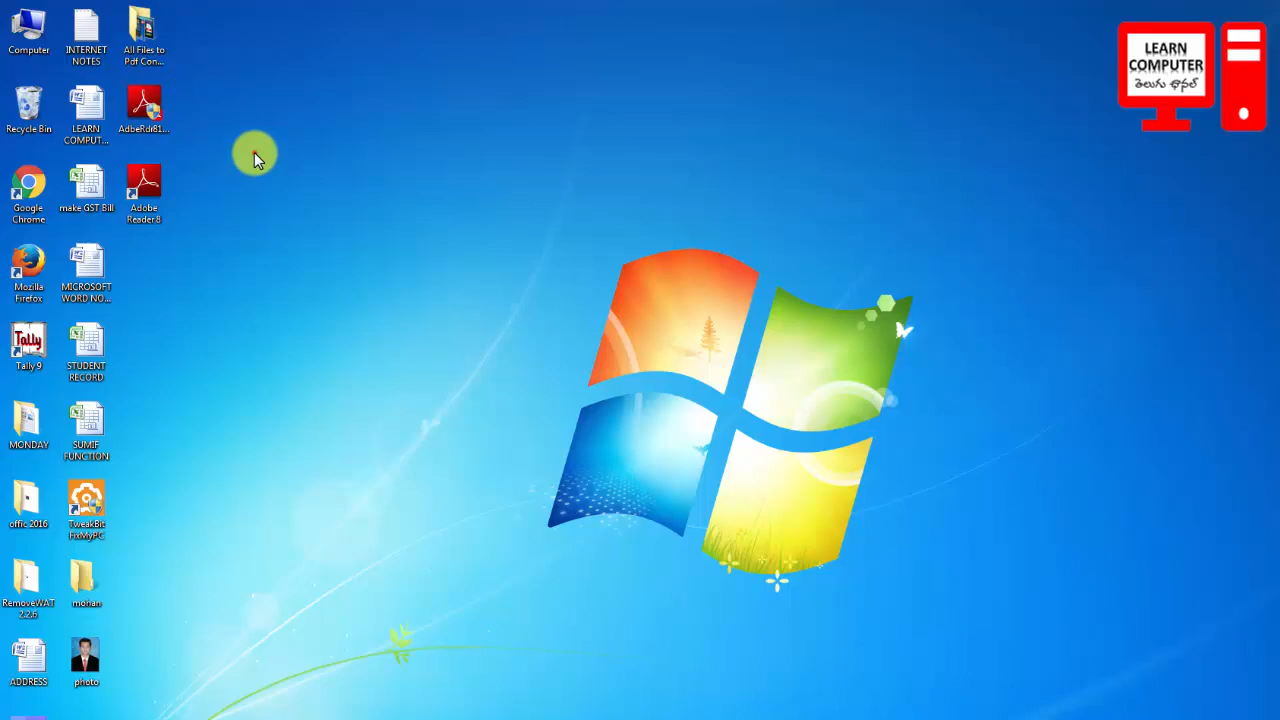 Computer
INTERNET
NOTES
All Files to
Pdf Con...
Recycle Bin
LEARN
COMPUT...
AdbeRdr81...
Google
Chrome
make GST Bill
Adobe
Reader 8
Mozilla
Firefox
MICROSOFT
WORD NO...
Tally
Tally 9
STUDENT
RECORD
MONDAY
SUMIF
FUNCTION
offic 2016
TweakBit
FixMyPC
RemoveWAT
2.2.6
mohan
ADDRESS
photo
LEARN
COMPUTER
తెలుగు ఛానల్